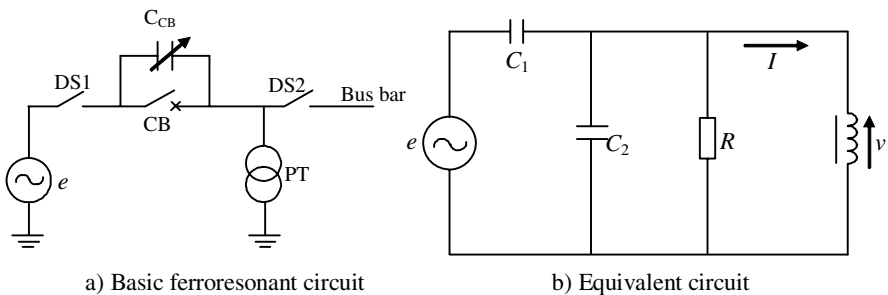 C_CB
DS1
DS2
Bus bar
CB
e
PT
a) Basic ferroresonant circuit
C₁
I
e
C₂
R
v
b) Equivalent circuit